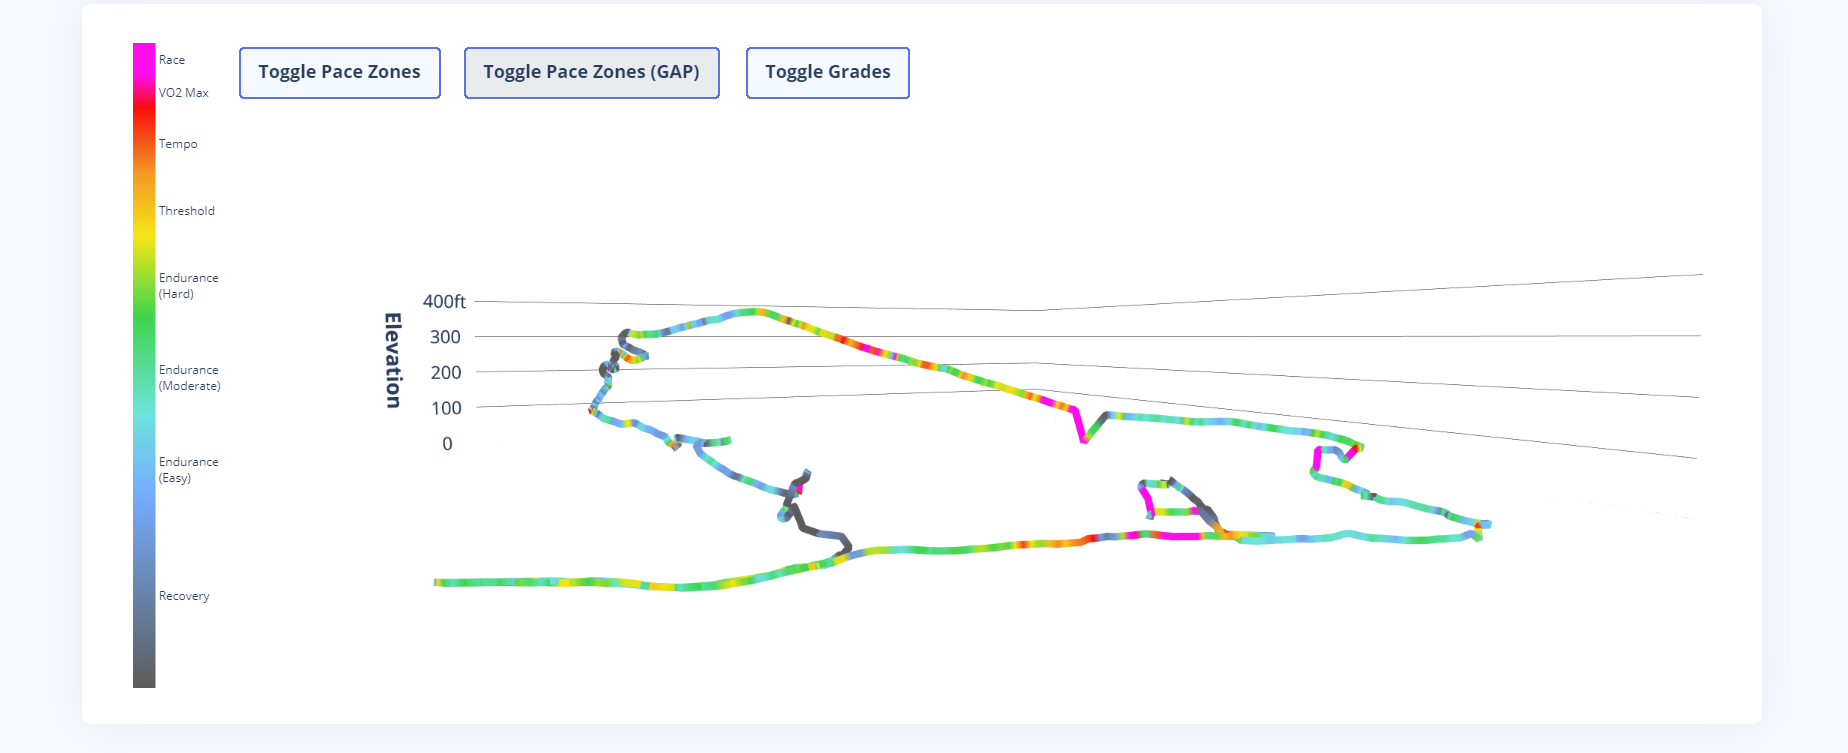 Race
VO2 Max
Tempo
Threshold
Endurance
(Hard)
Endurance
(Moderate)
Endurance
(Easy)
Recovery
Toggle Pace Zones
Toggle Pace Zones (GAP)
Toggle Grades
Elevation
400ft
300
200
100
0